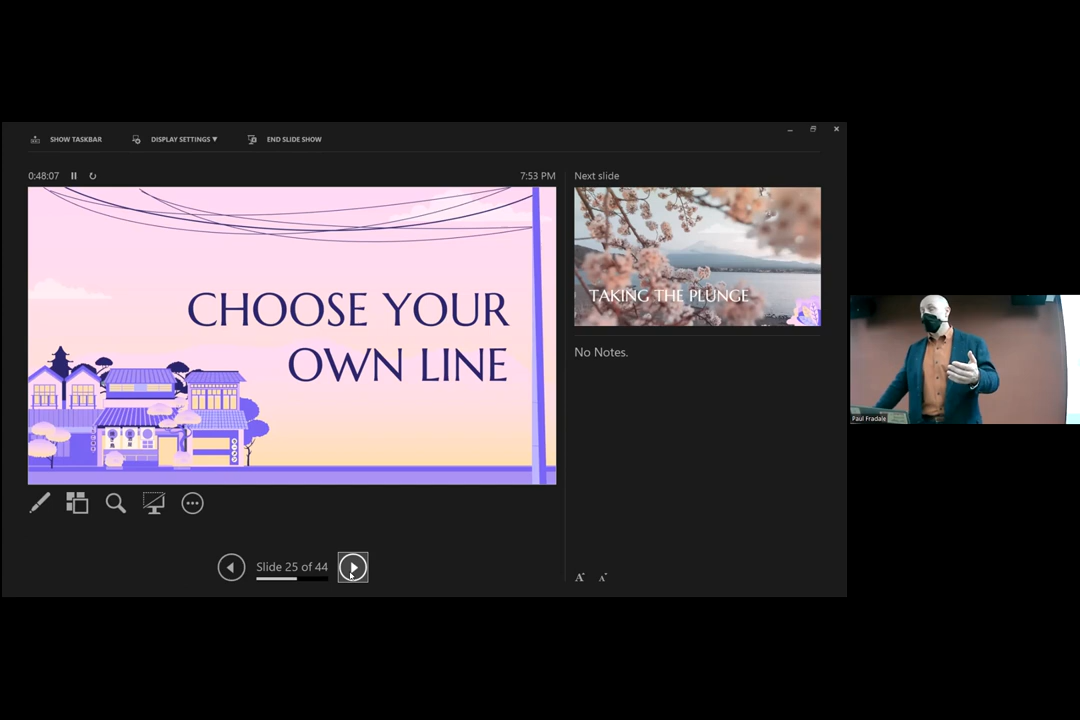 SHOW TASKBAR
DISPLAY SETTINGS ▼
END SLIDE SHOW
0:48:07
7:53 PM
Next slide
CHOOSE YOUR
OWN LINE
TAKING THE PLUNGE
No Notes.
Paul Fradale
Slide 25 of 44
A A